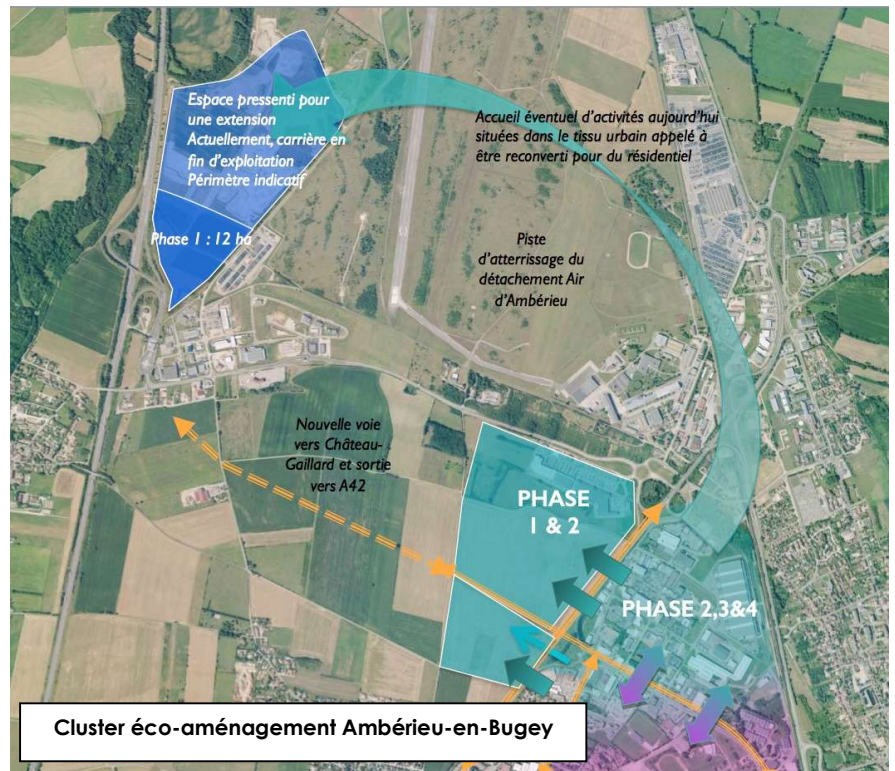 Espace pressenti pour
une extension
Actuellement, carrière en
fin d'exploitation
Périmètre indicatif
Phase 1 : 12 ha
Accueil éventuel d'activités aujourd'hui
situées dans le tissu urbain appelé à
être reconverti pour du résidentiel
Piste
d'atterrissage du
détachement Air
d'Ambérieu
Nouvelle voie
vers Château-
Gaillard et sortie
vers A42
PHASE
1 & 2
PHASE 2,3&4
Cluster éco-aménagement Ambérieu-en-Bugey